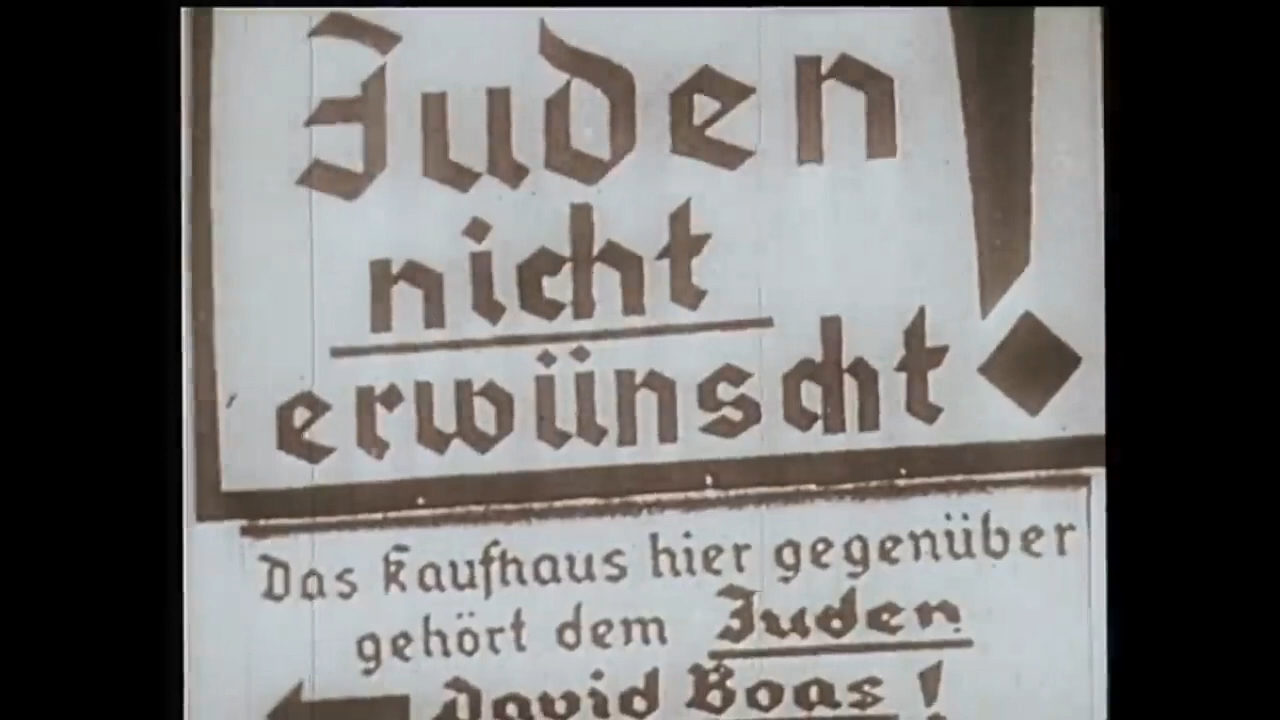 Juden !
nicht
erwünscht
Das Kaufhaus hier gegenüber
gehört dem Juden
David Boas!